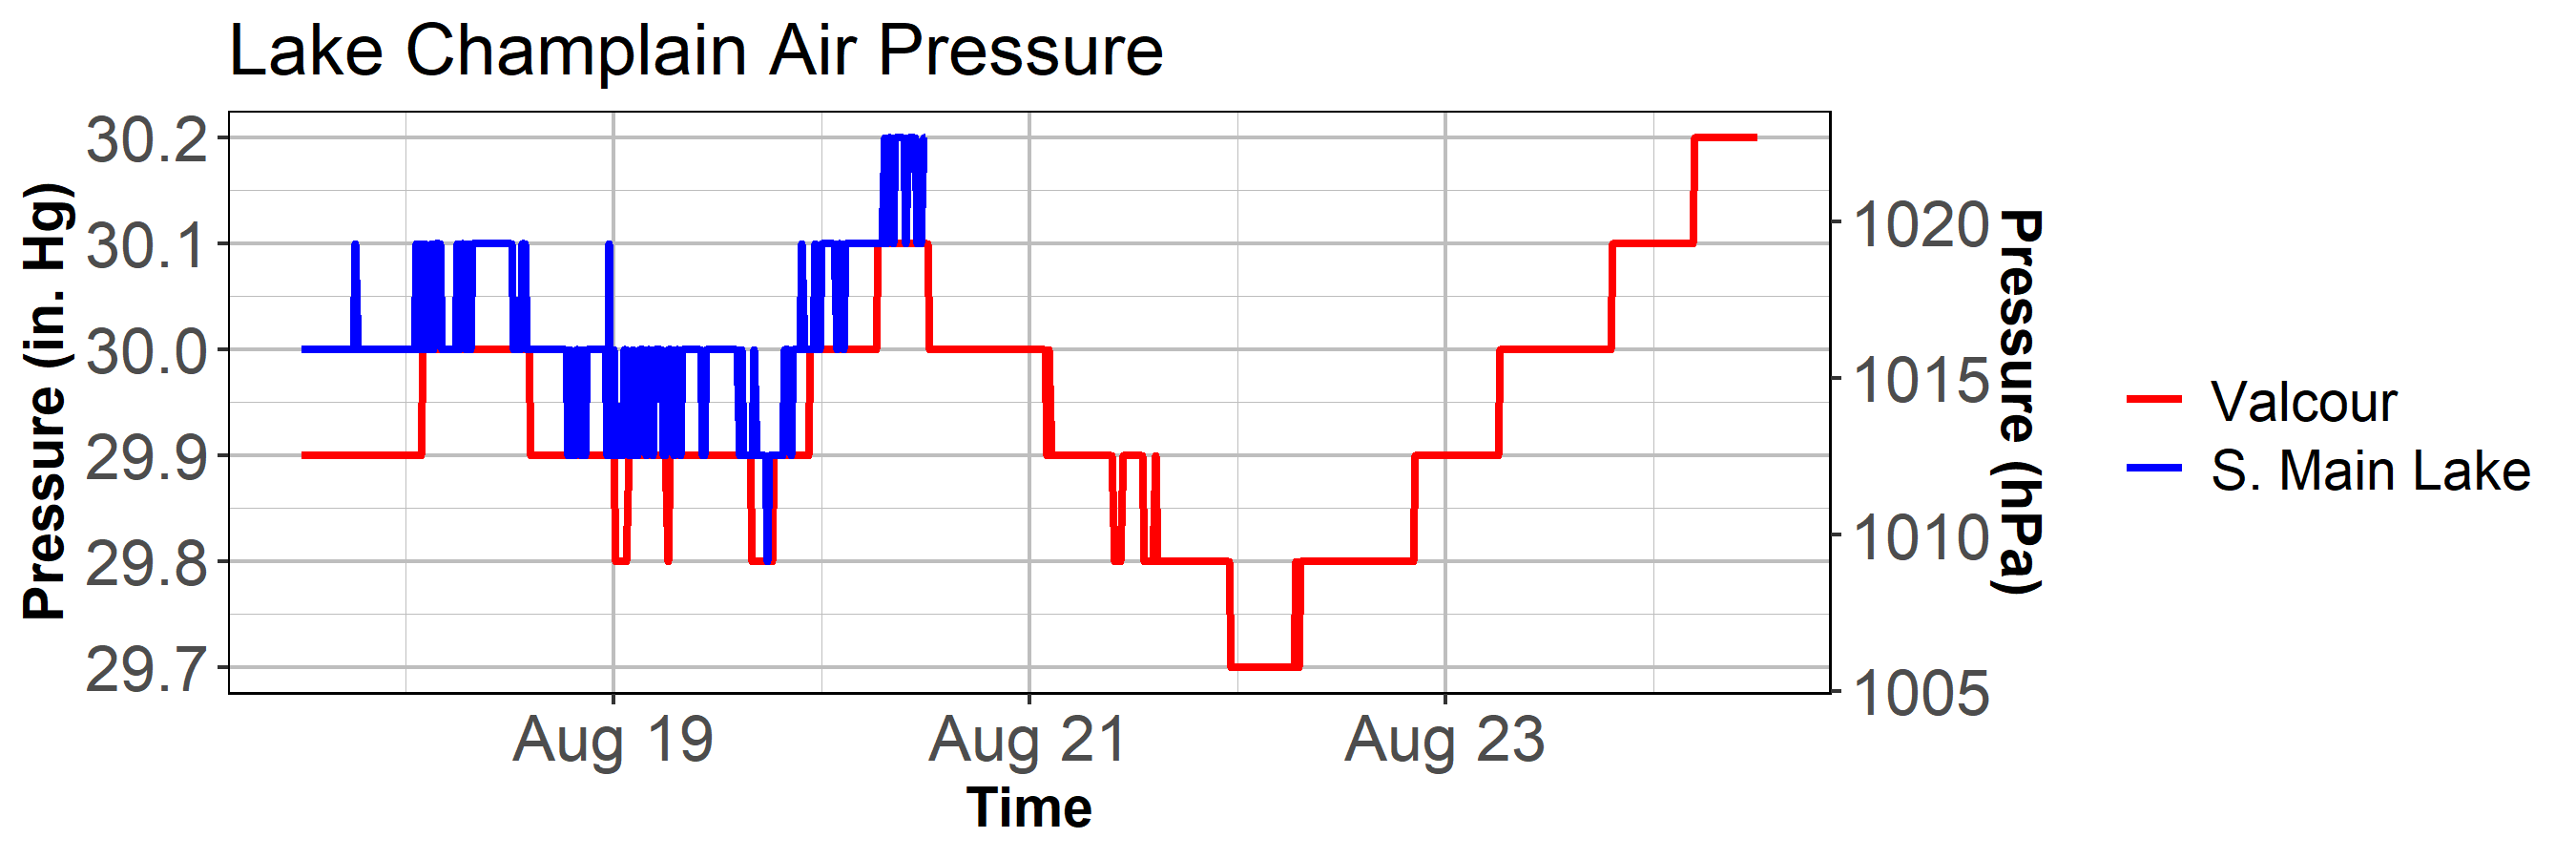 Lake Champlain Air Pressure
Pressure (in. Hg)
30.2
30.1
30.0
29.9
29.8
29.7
1020
1015
1010
1005
Pressure (hPa)
Aug 19
Aug 21
Aug 23
Time
Valcour
S. Main Lake